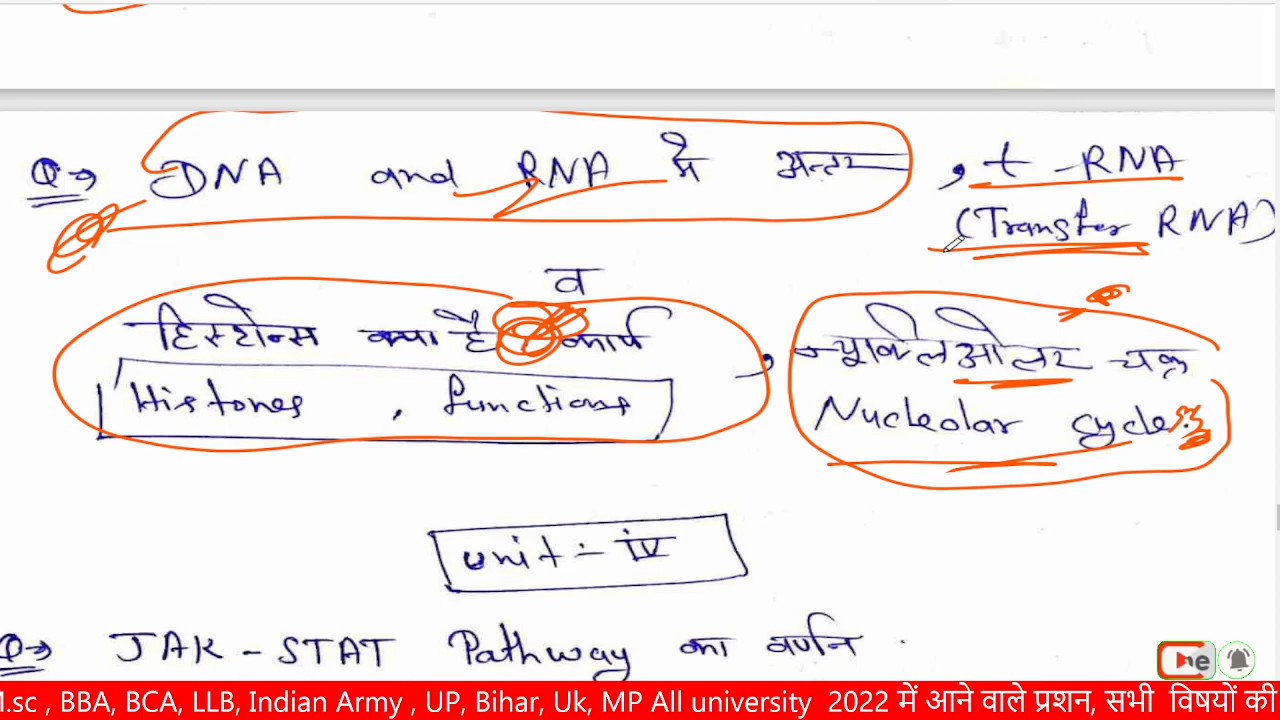 Q→ DNA and RNA में अन्तर , t-RNA
(Transfer RNA)
हिस्टोन्स क्या है व कार्य , न्यूक्लिओलर चक्र
Histones , functions Nucleolar cycle
unit:- iv
Q→ JAK-STAT Pathway का वर्णन .
M.sc , BBA, BCA, LLB, Indian Army , UP, Bihar, Uk, MP All university 2022 में आने वाले प्रशन, सभी विषयों की